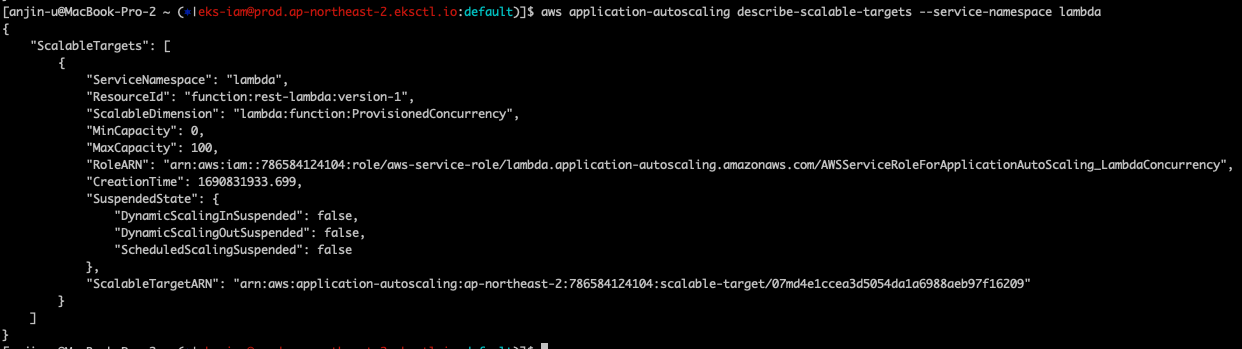 [anjin-u@MacBook-Pro-2 ~ (*|eks-iam@prod.ap-northeast-2.eksctl.io:default)]$ aws application-autoscaling describe-scalable-targets --service-namespace lambda
{
    "ScalableTargets": [
        {
            "ServiceNamespace": "lambda",
            "ResourceId": "function:rest-lambda:version-1",
            "ScalableDimension": "lambda:function:ProvisionedConcurrency",
            "MinCapacity": 0,
            "MaxCapacity": 100,
            "RoleARN": "arn:aws:iam::786584124104:role/aws-service-role/lambda.application-autoscaling.amazonaws.com/AWSServiceRoleForApplicationAutoScaling_LambdaConcurrency",
            "CreationTime": 1690831933.699,
            "SuspendedState": {
                "DynamicScalingInSuspended": false,
                "DynamicScalingOutSuspended": false,
                "ScheduledScalingSuspended": false
            },
            "ScalableTargetARN": "arn:aws:application-autoscaling:ap-northeast-2:786584124104:scalable-target/07md4e1ccea3d5054da1a6988aeb97f16209"
        }
    ]
}